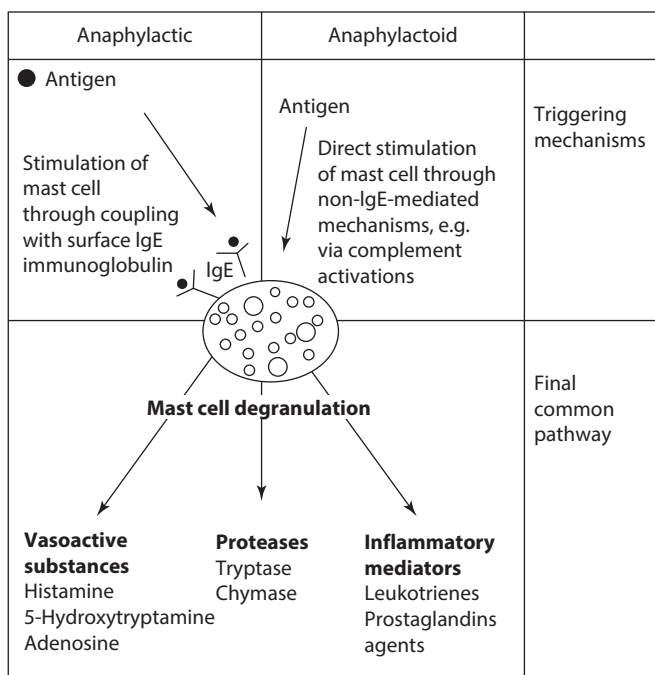 Anaphylactic
Anaphylactoid
Antigen
Stimulation of
mast cell
through coupling
with surface IgE
immunoglobulin
Antigen
Direct stimulation
of mast cell through
non-IgE-mediated
mechanisms, e.g.
via complement
activations
Triggering
mechanisms
IgE
Mast cell degranulation
Final
common
pathway
Vasoactive
substances
Histamine
5-Hydroxytryptamine
Adenosine
Proteases
Tryptase
Chymase
Inflammatory
mediators
Leukotrienes
Prostaglandins
agents